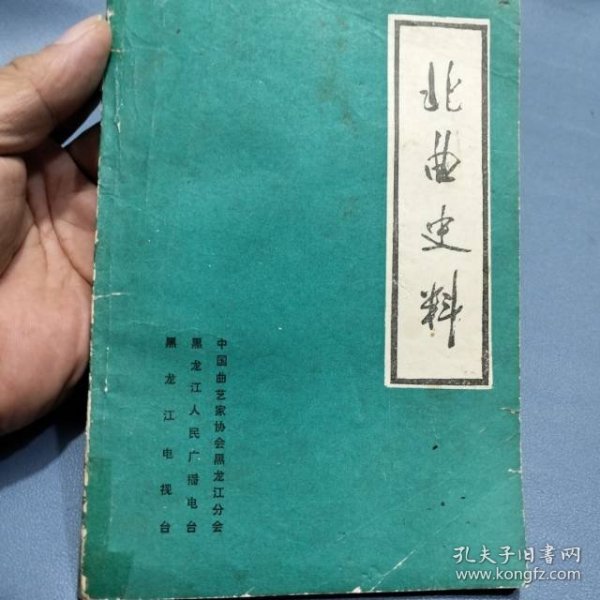 北曲史料
中国曲艺家协会黑龙江分会
黑龙江人民广播电台
黑龙江电视台
孔夫子旧书网
www.kongfz.com